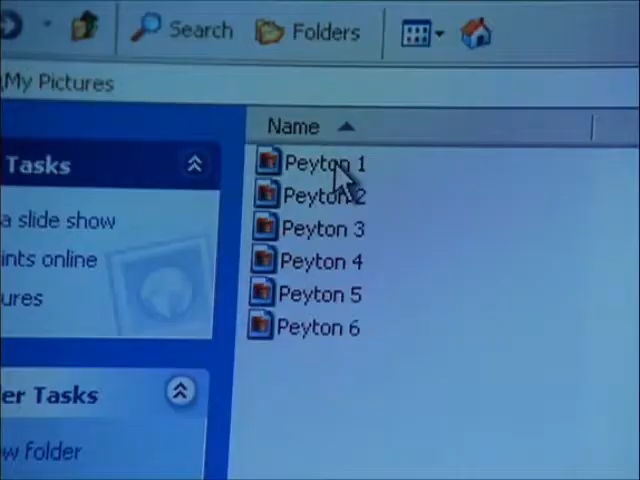 Search Folders
\My Pictures
Name
Tasks
a slide show
ints online
ures
Peyton 1
Peyton 2
Peyton 3
Peyton 4
Peyton 5
Peyton 6
er Tasks
w folder